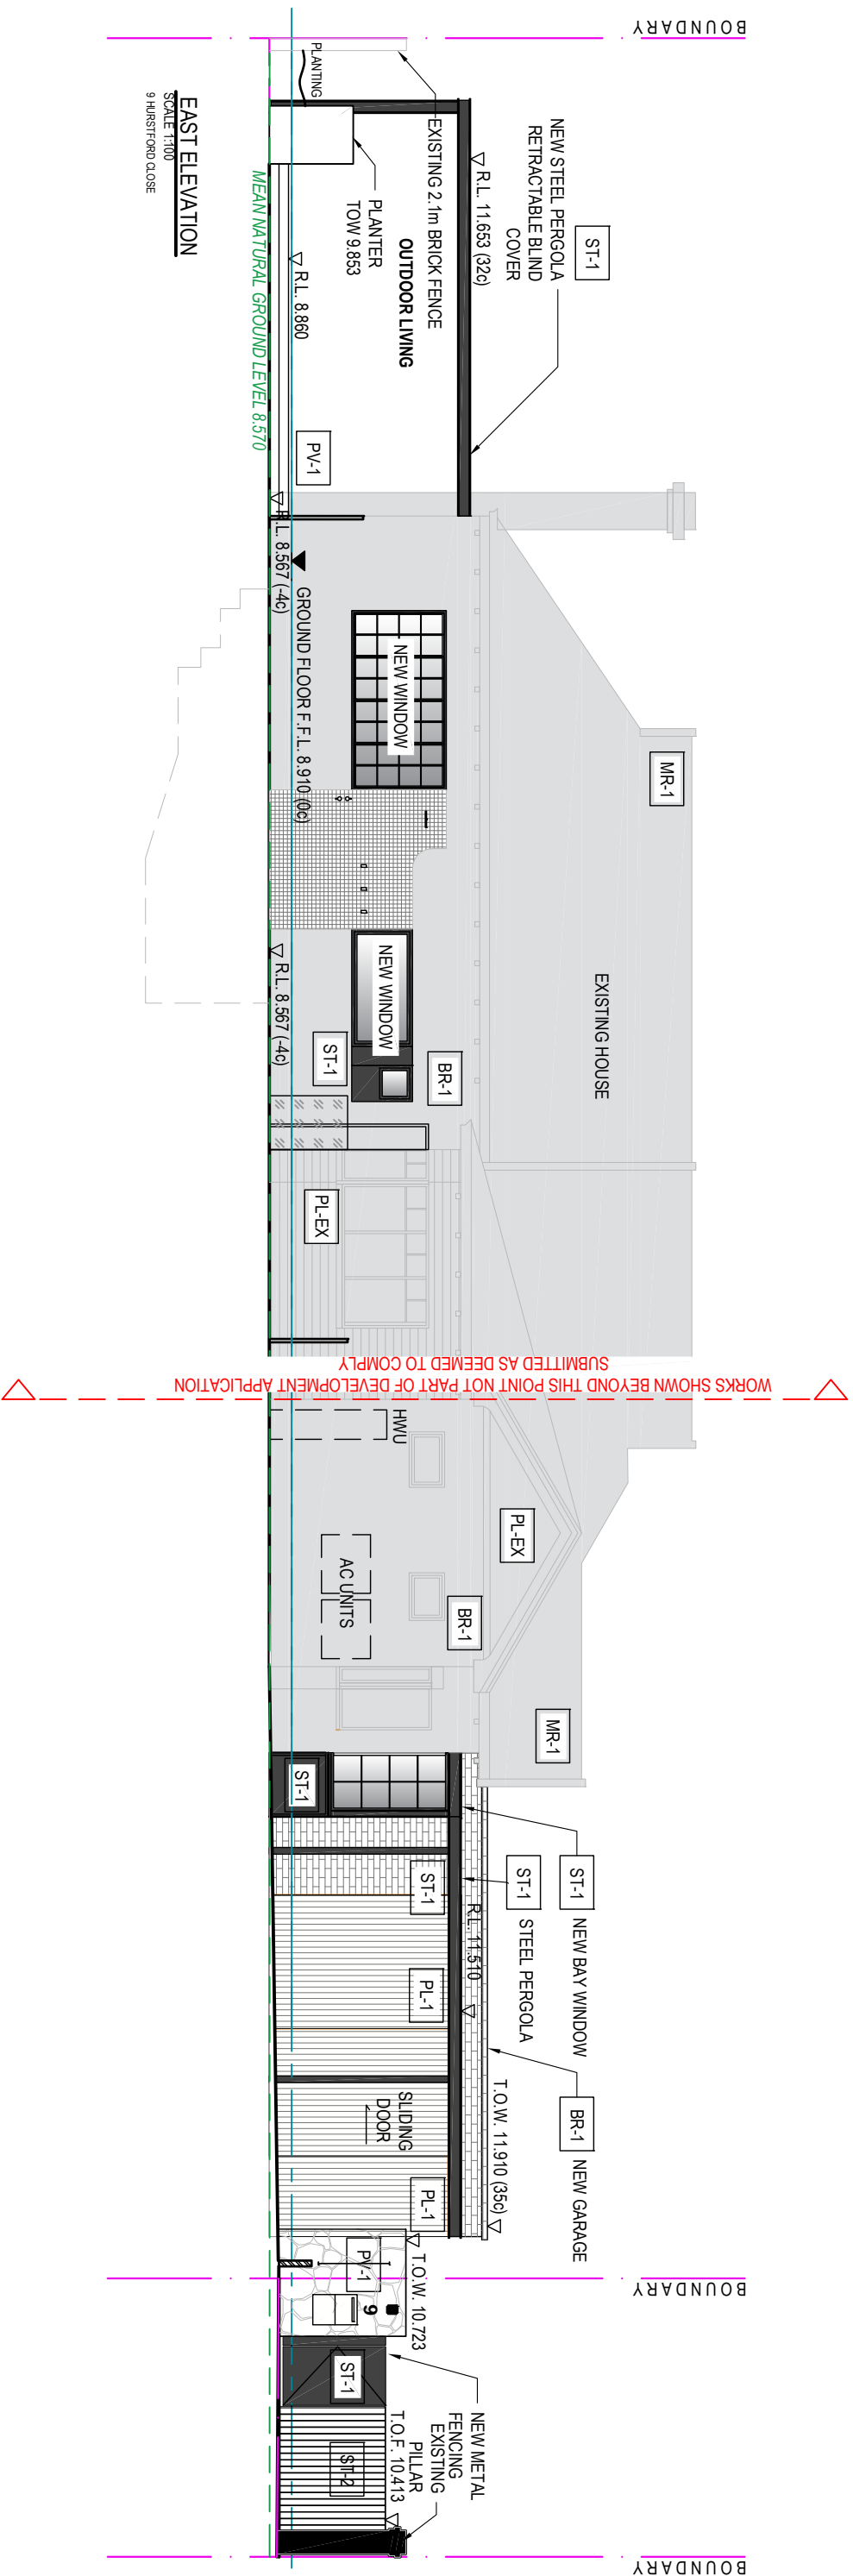 BOUNDARY
PLANTING
EXISTING 2.1m BRICK FENCE
PLANTER
TOW 9.853
OUTDOOR LIVING
R.L. 11.653 (32c)
NEW STEEL PERGOLA
RETRACTABLE BLIND
COVER
ST-1
R.L. 8.860
PV-1
MEAN NATURAL GROUND LEVEL 8.570
EAST ELEVATION
SCALE 1:100
9 HURSTFORD CLOSE
R.L. 8.567 (-4c)
GROUND FLOOR F.F.L. 8.910 (0c)
NEW WINDOW
MR-1
EXISTING HOUSE
NEW WINDOW
R.L. 8.567 (-4c)
ST-1
BR-1
PL-EX
WORKS SHOWN BEYOND THIS POINT NOT PART OF DEVELOPMENT APPLICATION
SUBMITTED AS DEEMED TO COMPLY
HWU
AC UNITS
PL-EX
BR-1
MR-1
ST-1
ST-1 NEW BAY WINDOW
ST-1 STEEL PERGOLA
BR-1 NEW GARAGE
ST-1
R.L. 11.510
PL-1
T.O.W. 11.910 (35c)
SLIDING
DOOR
PL-1
T.O.W. 10.723
PV-1
9
BOUNDARY
ST-1
NEW METAL
FENCING
EXISTING
PILLAR
T.O.F. 10.413
ST-2
BOUNDARY